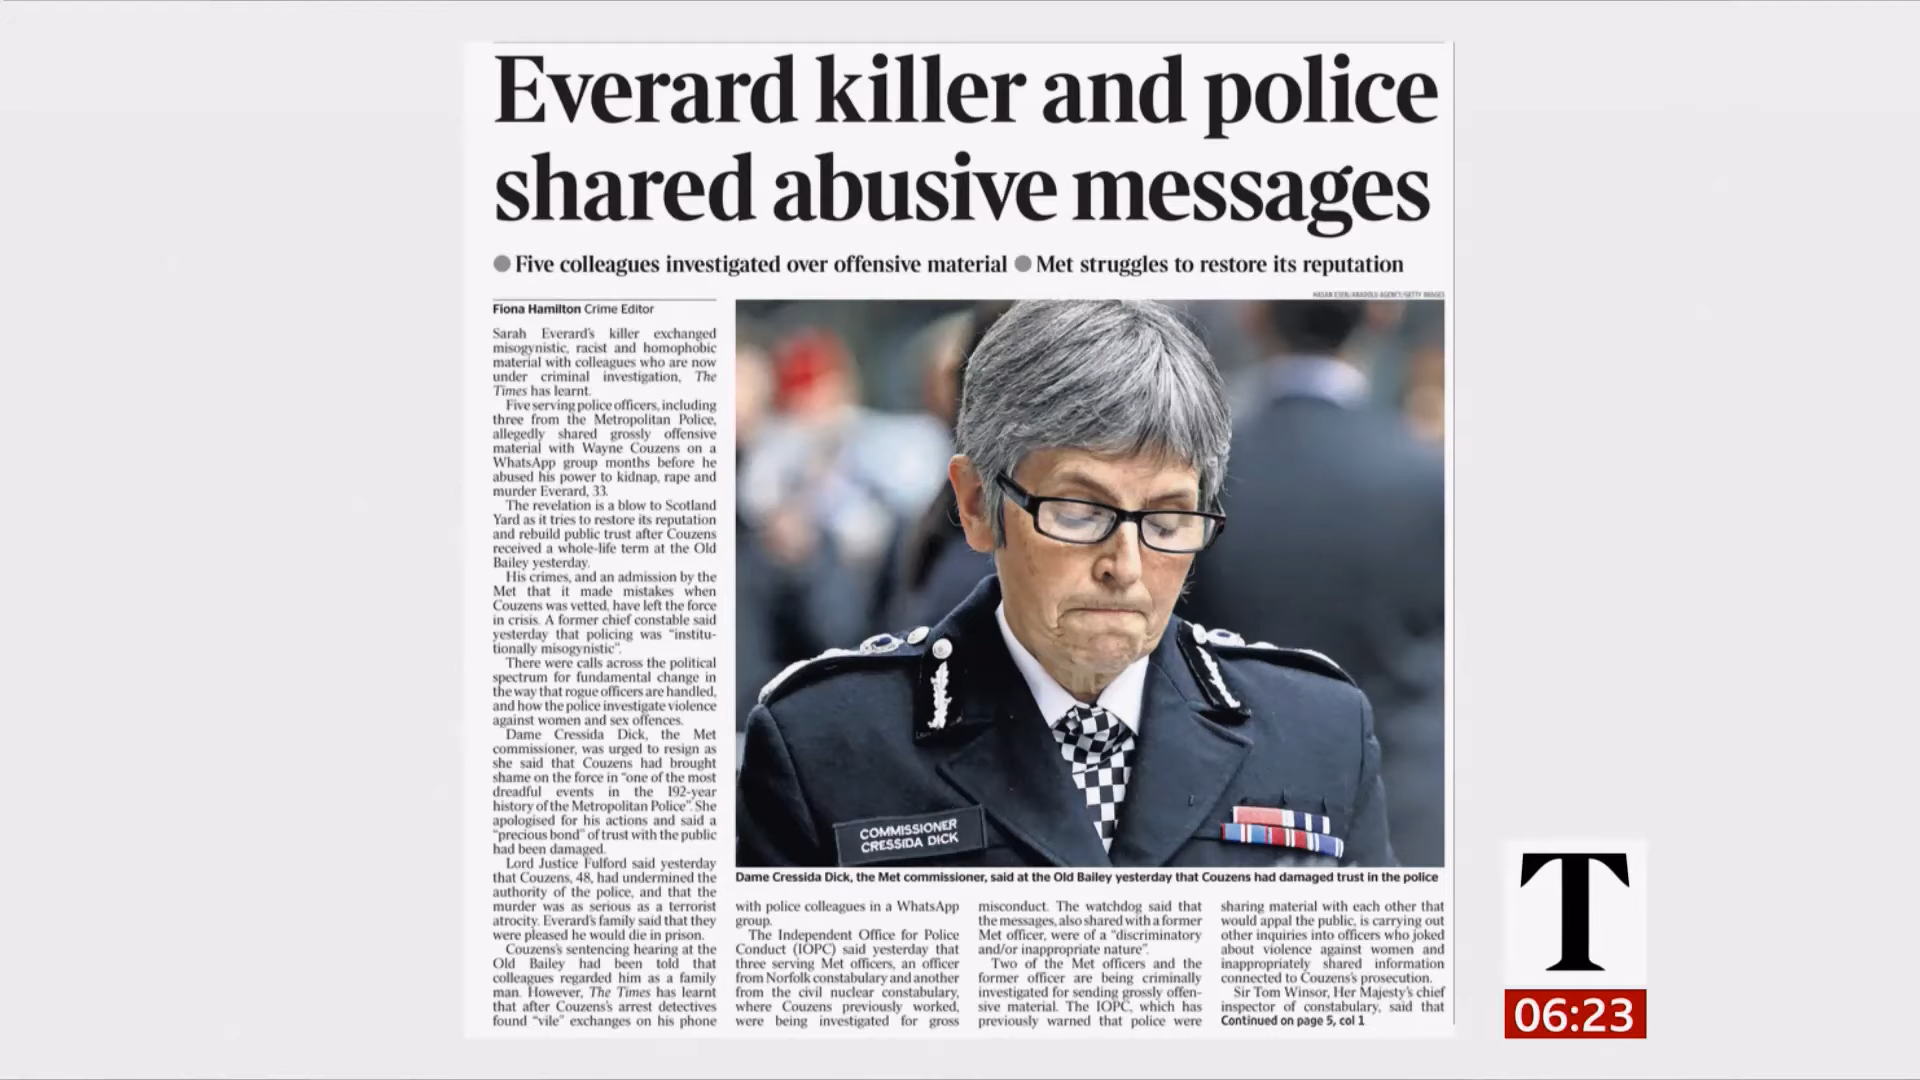 Everard killer and police
shared abusive messages
Five colleagues investigated over offensive material Met struggles to restore its reputation
HASAN ESEN/ANADOLU AGENCY/GETTY IMAGES
Fiona Hamilton Crime Editor
Sarah Everard's killer exchanged
misogynistic, racist and homophobic
material with colleagues who are now
under criminal investigation, The
Times has learnt.
Five serving police officers, including
three from the Metropolitan Police,
allegedly shared grossly offensive
material with Wayne Couzens on a
WhatsApp group months before he
abused his power to kidnap, rape and
murder Everard, 33.
The revelation is a blow to Scotland
Yard as it tries to restore its reputation
and rebuild public trust after Couzens
received a whole-life term at the Old
Bailey yesterday.
His crimes, and an admission by the
Met that it made mistakes when
Couzens was vetted, have left the force
in crisis. A former chief constable said
yesterday that policing was "institu-
tionally misogynistic".
There were calls across the political
spectrum for fundamental change in
the way that rogue officers are handled,
and how the police investigate violence
against women and sex offences.
Dame Cressida Dick, the Met
commissioner, was urged to resign as
she said that Couzens had brought
shame on the force in "one of the most
dreadful events in the 192-year
history of the Metropolitan Police". She
apologised for his actions and said a
"precious bond" of trust with the public
had been damaged.
Lord Justice Fulford said yesterday
that Couzens, 48, had undermined the
authority of the police, and that the
murder was as serious as a terrorist
atrocity. Everard's family said that they
were pleased he would die in prison.
Couzens's sentencing hearing at the
Old Bailey had been told that
colleagues regarded him as a family
man. However, The Times has learnt
that after Couzens's arrest detectives
found "vile" exchanges on his phone
COMMISSIONER
CRESSIDA DICK
Dame Cressida Dick, the Met commissioner, said at the Old Bailey yesterday that Couzens had damaged trust in the police
with police colleagues in a WhatsApp
group.
The Independent Office for Police
Conduct (IOPC) said yesterday that
three serving Met officers, an officer
from Norfolk constabulary and another
from the civil nuclear constabulary,
where Couzens previously worked,
were being investigated for gross
misconduct. The watchdog said that
the messages, also shared with a former
Met officer, were of a "discriminatory
and/or inappropriate nature".
Two of the Met officers and the
former officer are being criminally
investigated for sending grossly offen-
sive material. The IOPC, which has
previously warned that police were
sharing material with each other that
would appal the public, is carrying out
other inquiries into officers who joked
about violence against women and
inappropriately shared information
connected to Couzens's prosecution.
Sir Tom Winsor, Her Majesty's chief
inspector of constabulary, said that
Continued on page 5, col 1
T
06:23